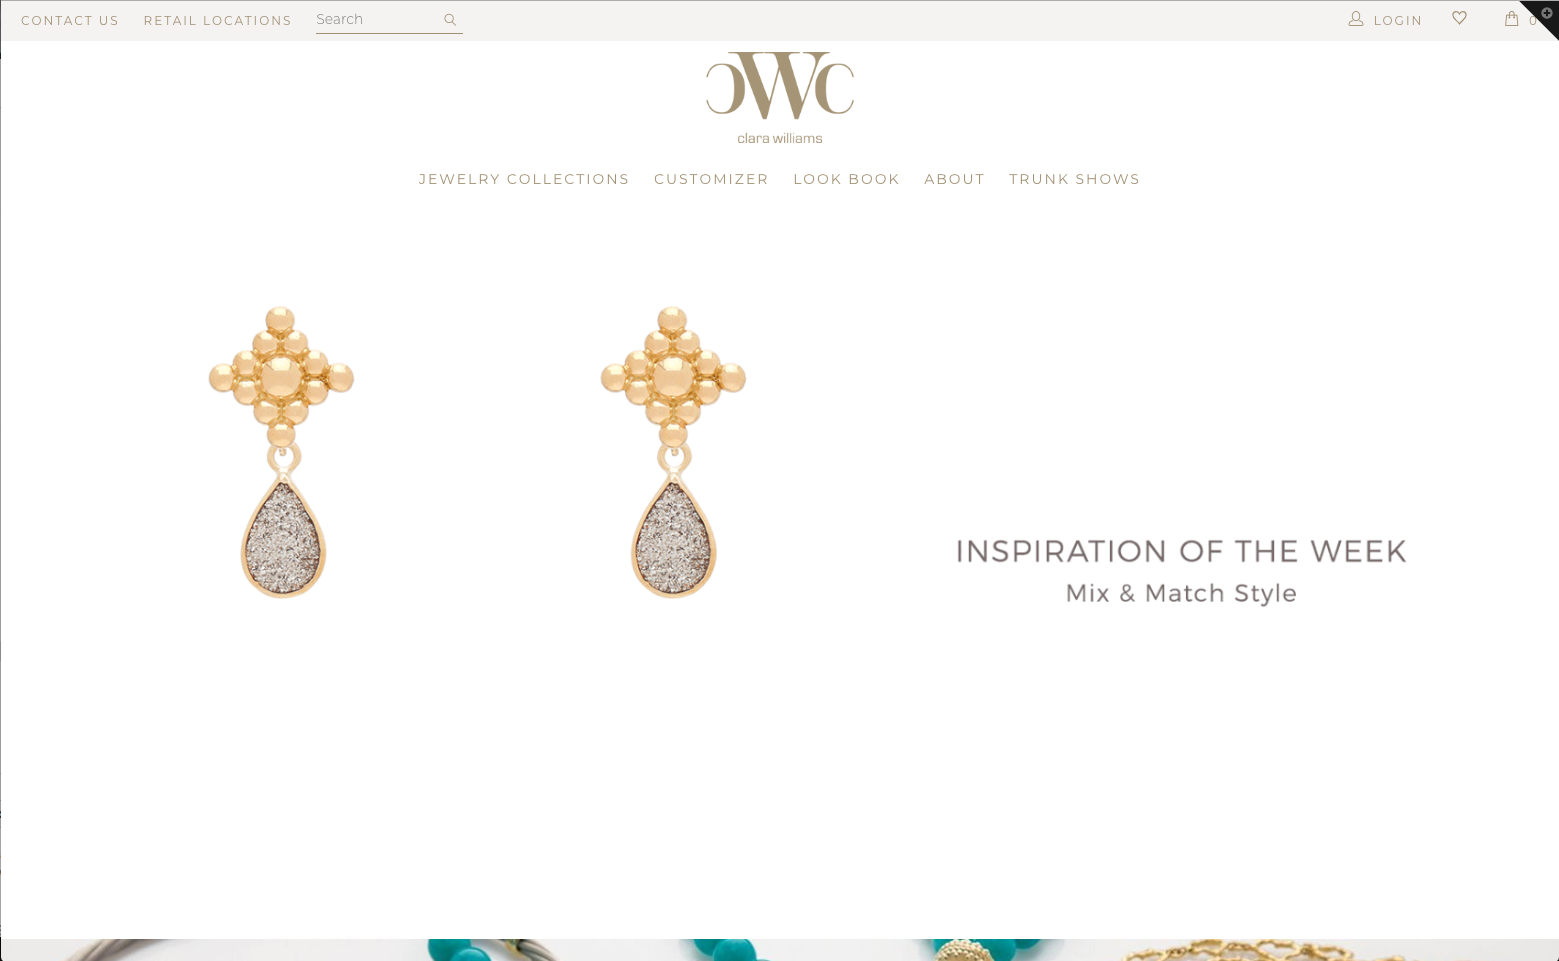 CONTACT US RETAIL LOCATIONS Search LOGIN 0
CWC
clara williams
JEWELRY COLLECTIONS CUSTOMIZER LOOK BOOK ABOUT TRUNK SHOWS
INSPIRATION OF THE WEEK
Mix & Match Style